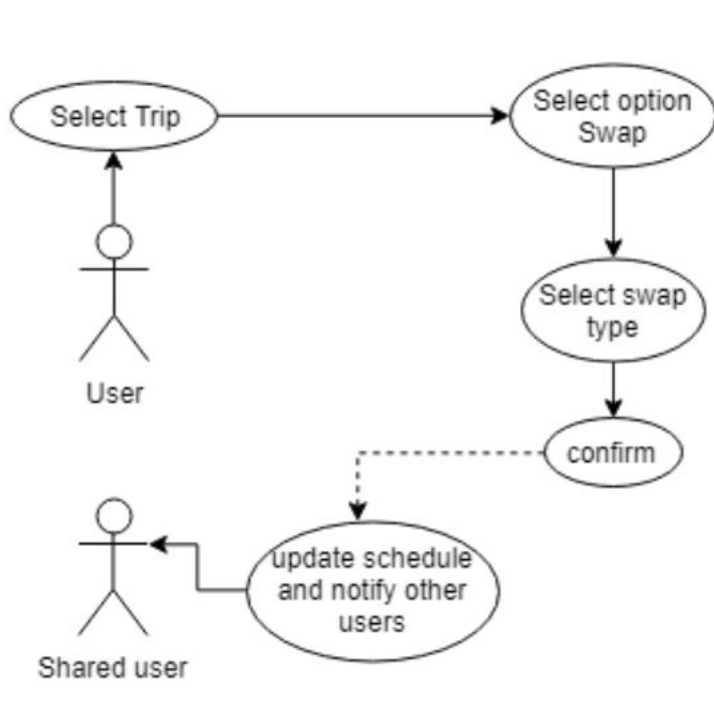 Select Trip
Select option
Swap
Select swap
type
User
confirm
update schedule
and notify other
users
Shared user